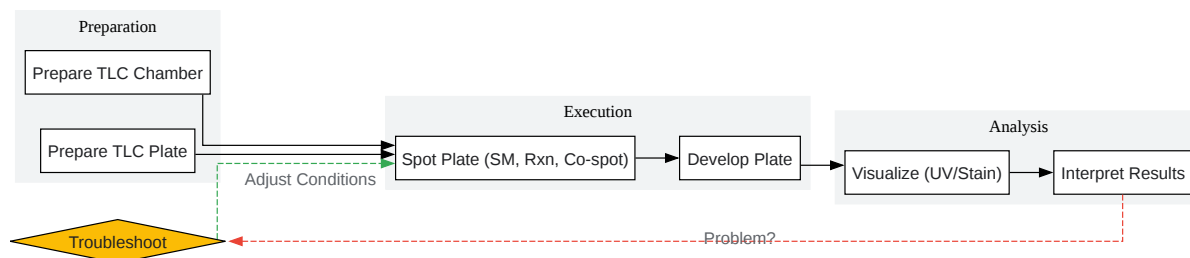 Preparation
Prepare TLC Chamber
Prepare TLC Plate
Execution
Spot Plate (SM, Rxn, Co-spot)
Develop Plate
Analysis
Visualize (UV/Stain)
Interpret Results
Adjust Conditions
Troubleshoot
Problem?